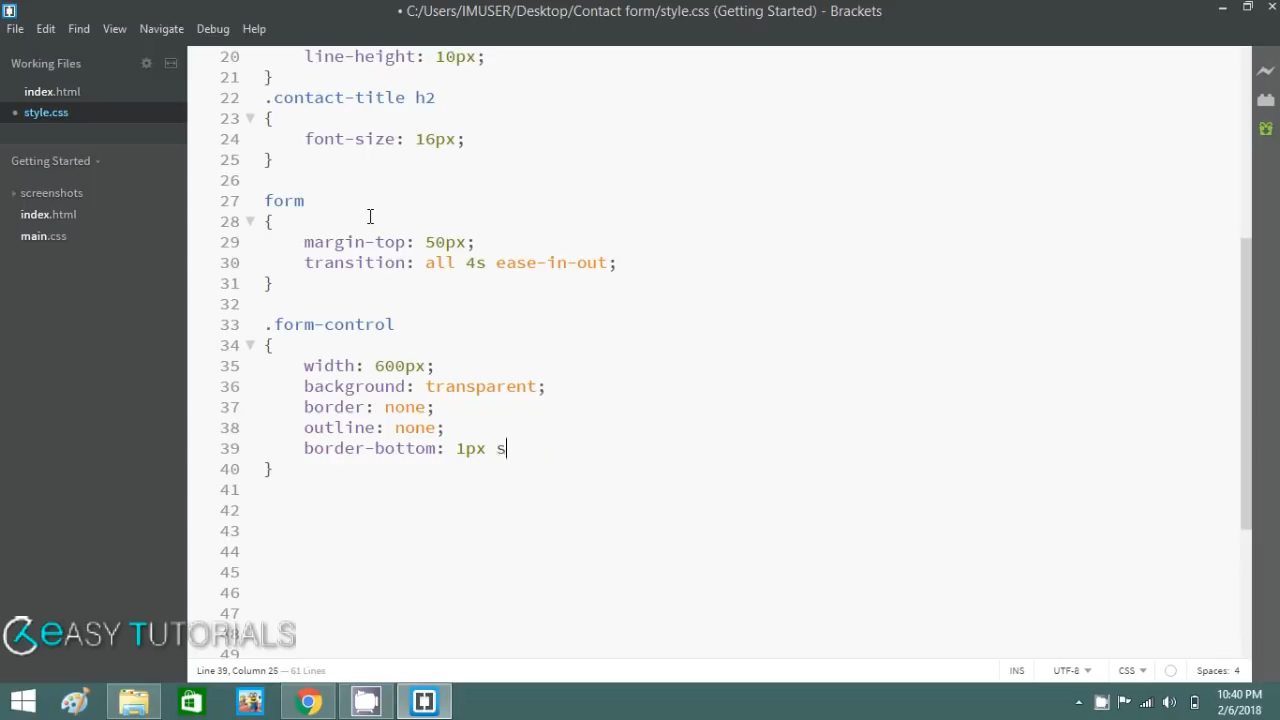 • C:/Users/IMUSER/Desktop/Contact form/style.css (Getting Started) - Brackets
File Edit Find View Navigate Debug Help
Working Files
index.html
• style.css
Getting Started
screenshots
index.html
main.css
20 line-height: 10px;
21 }
22 .contact-title h2
23 {
24 font-size: 16px;
25 }
26
27 form
28 {
29 margin-top: 50px;
30 transition: all 4s ease-in-out;
31 }
32
33 .form-control
34 {
35 width: 600px;
36 background: transparent;
37 border: none;
38 outline: none;
39 border-bottom: 1px s
40 }
41
42
43
44
45
46
47
48
49
eASY TUTORIALS
Line 39, Column 25 — 61 Lines
INS UTF-8 CSS Spaces: 4
10:40 PM
2/6/2018